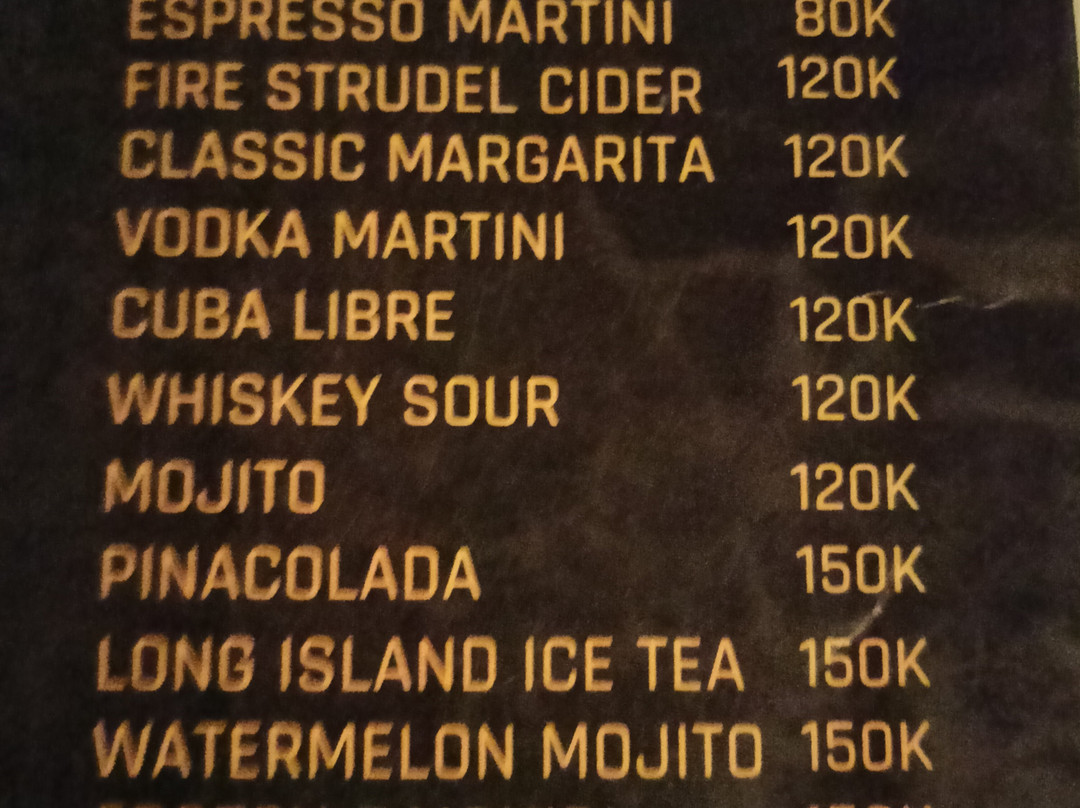 ESPRESSO MARTINI 80K
FIRE STRUDEL CIDER 120K
CLASSIC MARGARITA 120K
VODKA MARTINI 120K
CUBA LIBRE 120K
WHISKEY SOUR 120K
MOJITO 120K
PINACOLADA 150K
LONG ISLAND ICE TEA 150K
WATERMELON MOJITO 150K